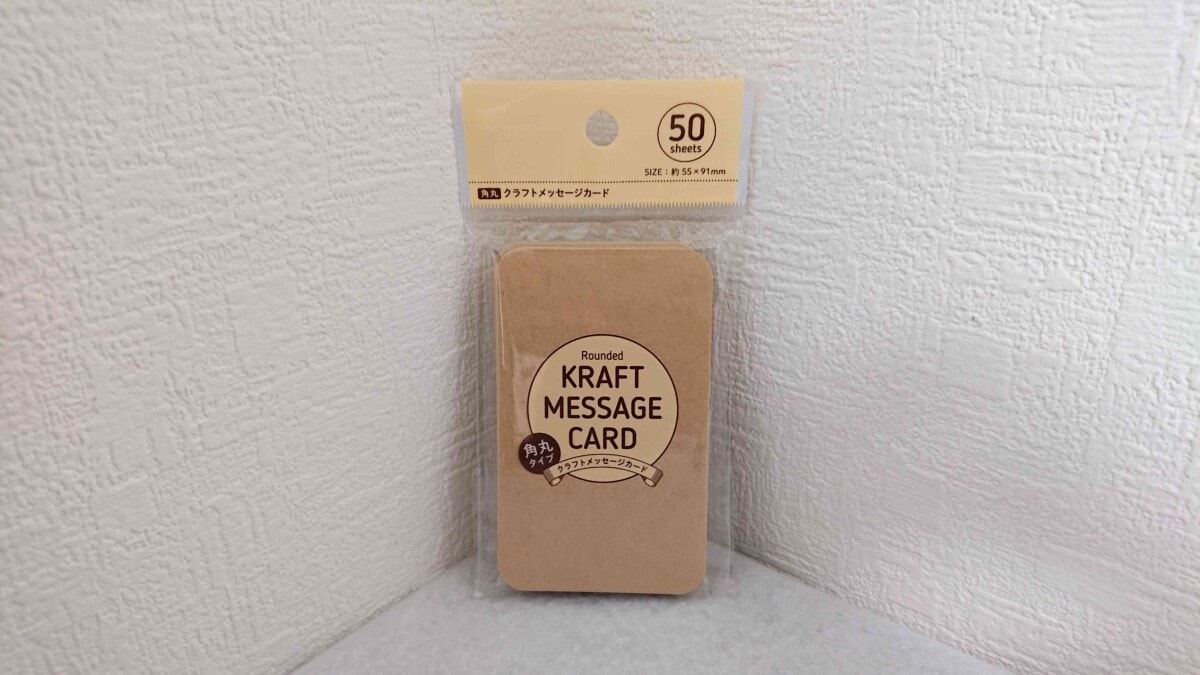 50
sheets
SIZE：約 55×91mm
角丸 クラフトメッセージカード
Rounded
KRAFT
MESSAGE
CARD
角丸
タイプ
クラフトメッセージカード